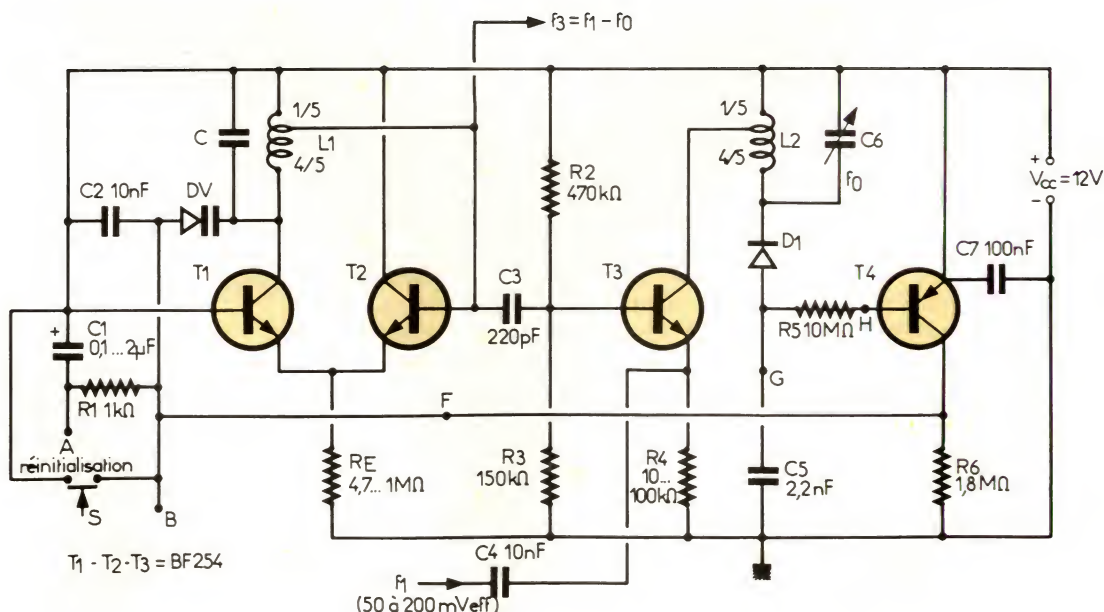 f3 = f1 - f0
1/5
L1
4/5
C
C2 10nF
DV
T1
T2
C3
220pF
R2
470kΩ
T3
1/5
L2
4/5
C6
f0
D1
+
Vcc = 12V
-
C7 100nF
T4
R5 10MΩ
H
G
+
C1
0,1...2µF
R1 1kΩ
A
réinitialisation
S
B
F
RE
4,7... 1MΩ
R3
150kΩ
R4
10...
100kΩ
C5
2,2nF
R6
1,8MΩ
T1 - T2 - T3 = BF254
C4 10nF
f1
(50 à 200 mVeff)